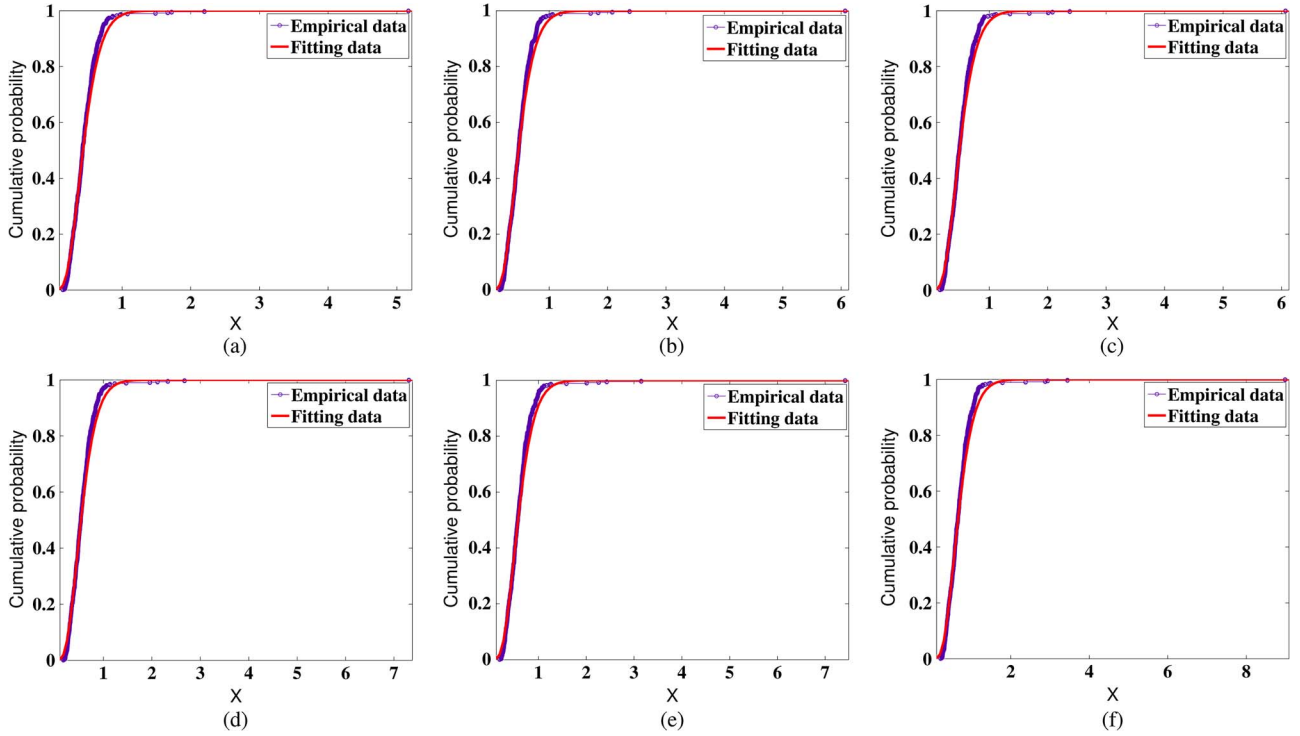 1
0.8
0.6
0.4
0.2
0
Cumulative probability
Empirical data
Fitting data
1 2 3 4 5
X
(a)
1
0.8
0.6
0.4
0.2
0
Cumulative probability
Empirical data
Fitting data
1 2 3 4 5 6
X
(b)
1
0.8
0.6
0.4
0.2
0
Cumulative probability
Empirical data
Fitting data
1 2 3 4 5 6
X
(c)
1
0.8
0.6
0.4
0.2
0
Cumulative probability
Empirical data
Fitting data
1 2 3 4 5 6 7
X
(d)
1
0.8
0.6
0.4
0.2
0
Cumulative probability
Empirical data
Fitting data
1 2 3 4 5 6 7
X
(e)
1
0.8
0.6
0.4
0.2
0
Cumulative probability
Empirical data
Fitting data
2 4 6 8
X
(f)